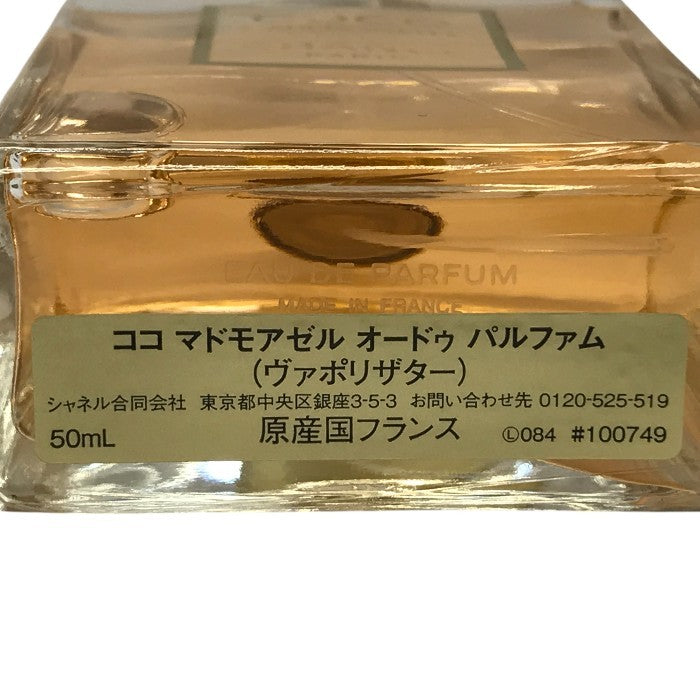 EAU DE PARFUM
MADE IN FRANCE
ココ マドモアゼル オードゥ パルファム
(ヴァポリザター)
シャネル合同会社 東京都中央区銀座3-5-3 お問い合わせ先 0120-525-519
50mL 原産国フランス Ⓛ084 #100749